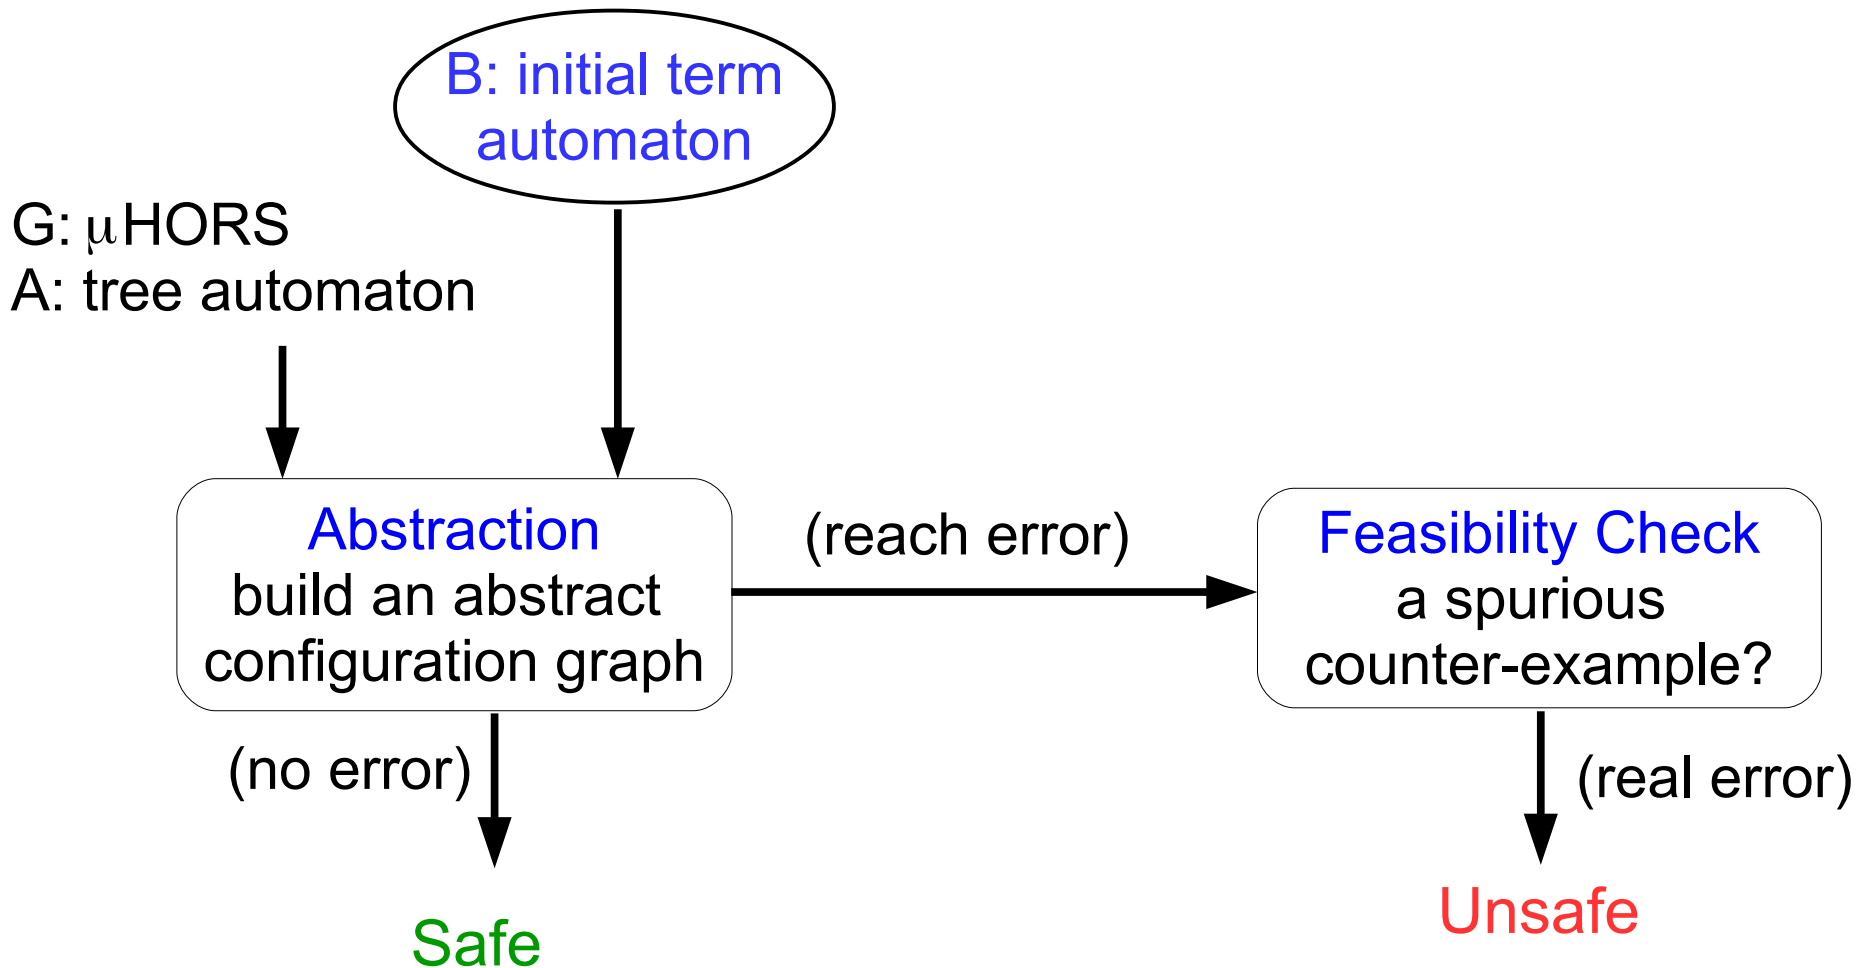 B: initial term
automaton
G: μHORS
A: tree automaton
Abstraction
build an abstract
configuration graph
(reach error)
Feasibility Check
a spurious
counter-example?
(no error)
(real error)
Safe
Unsafe